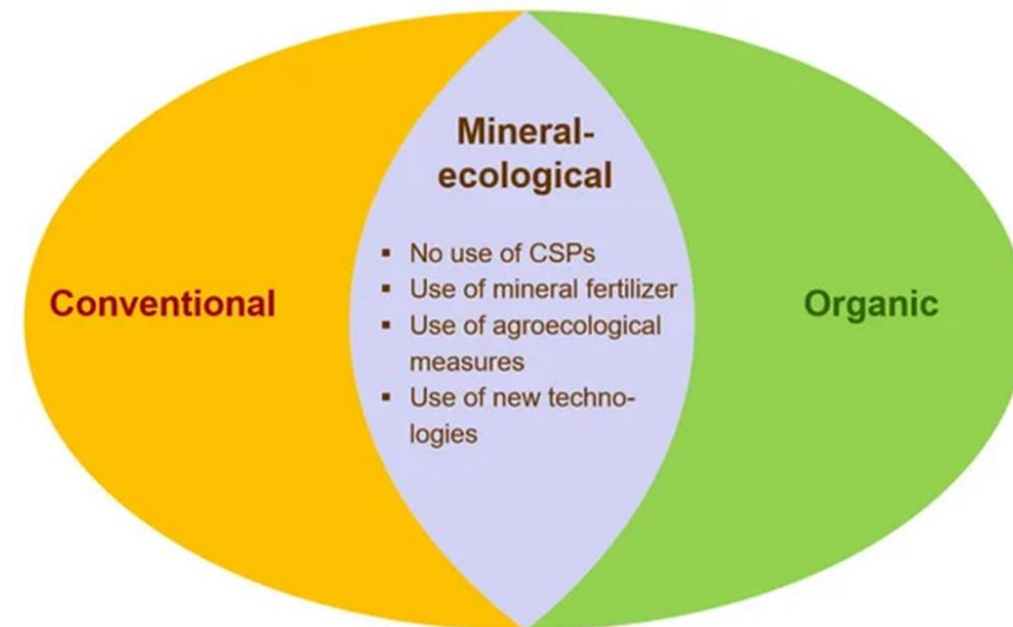 Mineral-
ecological
▪ No use of CSPs
▪ Use of mineral fertilizer
▪ Use of agroecological
measures
▪ Use of new techno-
logies
Conventional
Organic